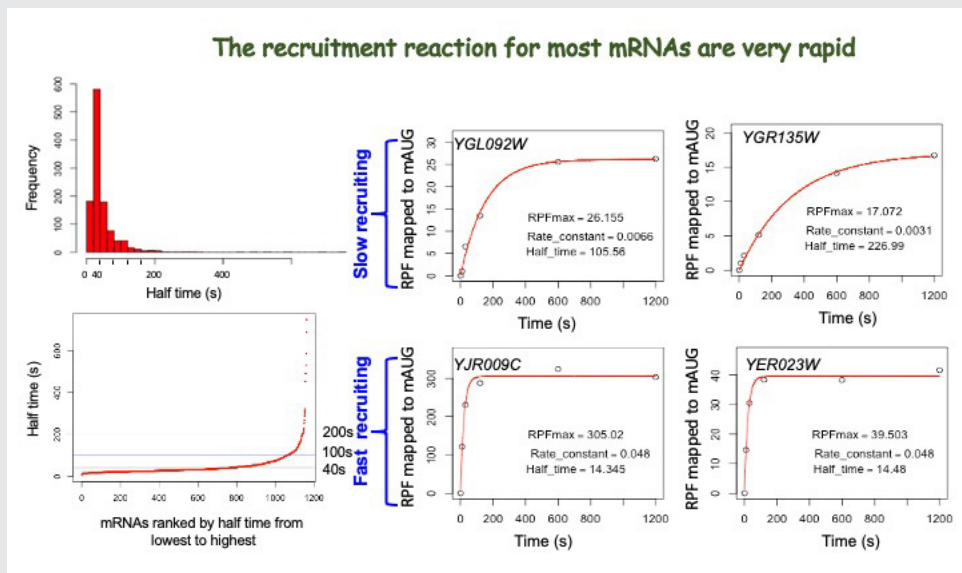 The recruitment reaction for most mRNAs are very rapid
600
500
400
300
200
100
0
Frequency
0 40 200 400
Half time (s)
600
400
200
0
Half time (s)
200s
100s
40s
0 200 400 600 800 1000 1200
mRNAs ranked by half time from
lowest to highest
Slow recruiting
RPF mapped to mAUG
30
25
20
15
10
5
0
YGL092W
RPFmax = 26.155
Rate_constant = 0.0066
Half_time = 105.56
0 200 400 600 800 1000 1200
Time (s)
RPF mapped to mAUG
20
15
10
5
0
YGR135W
RPFmax = 17.072
Rate_constant = 0.0031
Half_time = 226.99
0 200 400 600 800 1000 1200
Time (s)
Fast recruiting
RPF mapped to mAUG
300
200
100
0
YJR009C
RPFmax = 305.02
Rate_constant = 0.048
Half_time = 14.345
0 200 400 600 800 1000 1200
Time (s)
RPF mapped to mAUG
40
30
20
10
0
YER023W
RPFmax = 39.503
Rate_constant = 0.048
Half_time = 14.48
0 200 400 600 800 1000 1200
Time (s)